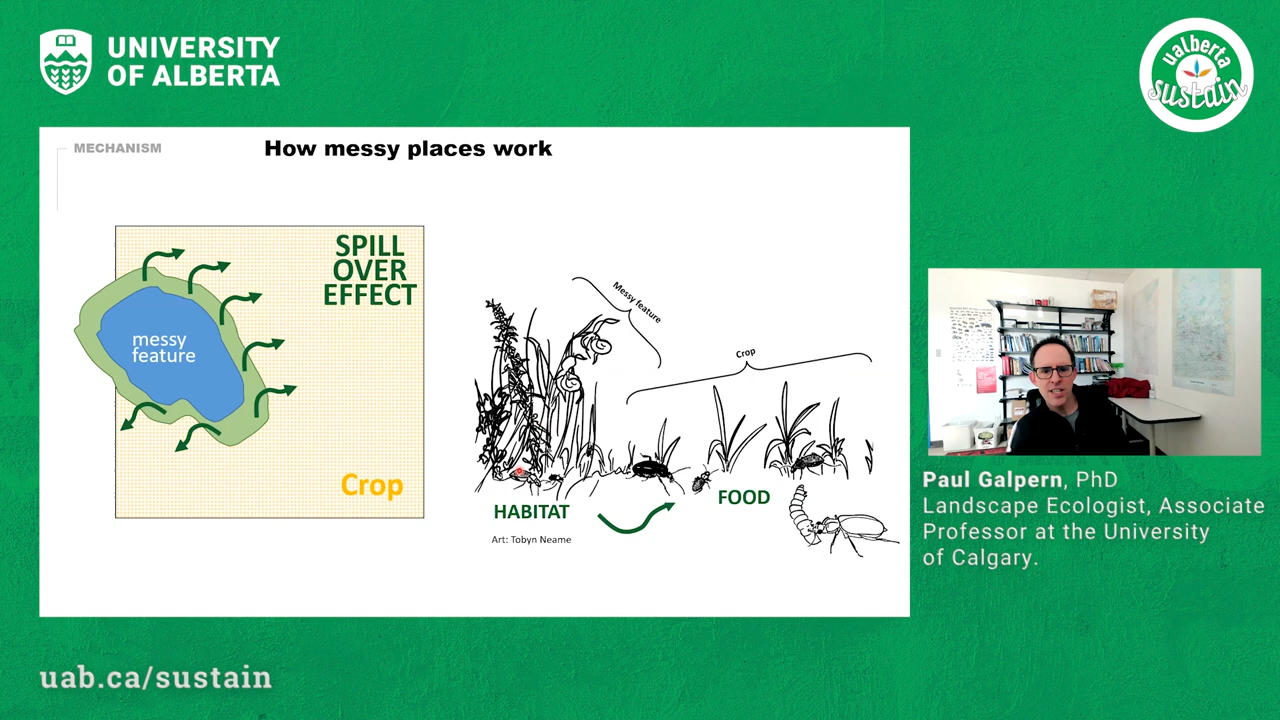 UNIVERSITY
OF ALBERTA
ualberta
sustain
MECHANISM
How messy places work
SPILL
OVER
EFFECT
messy
feature
Crop
Messy feature
Crop
HABITAT
FOOD
Art: Tobyn Neame
Paul Galpern, PhD
Landscape Ecologist, Associate
Professor at the University
of Calgary.
uab.ca/sustain